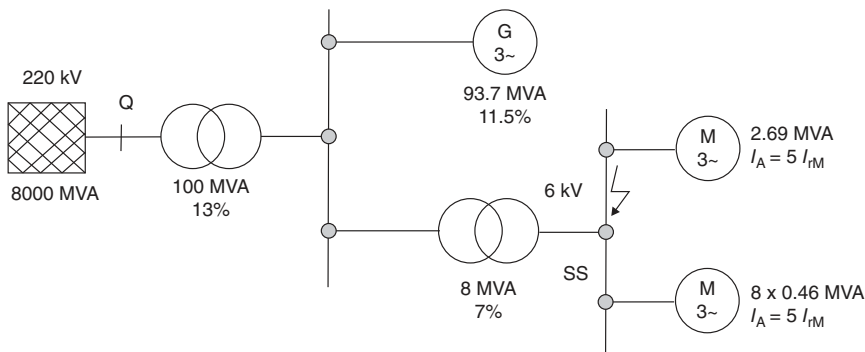 220 kV
8000 MVA
Q
100 MVA
13%
G
3~
93.7 MVA
11.5%
8 MVA
7%
6 kV
SS
M
3~
2.69 MVA
I_A = 5 I_rM
M
3~
8 x 0.46 MVA
I_A = 5 I_rM